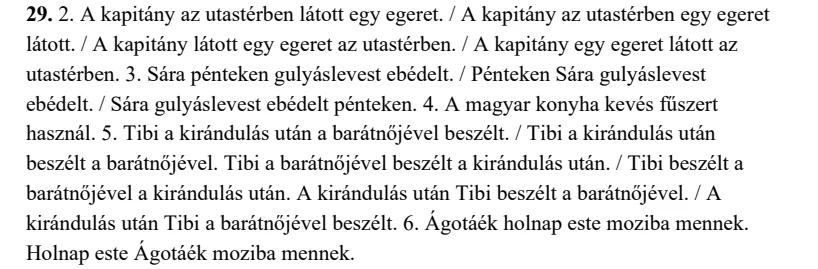 29. 2. A kapitány az utastérben látott egy egeret. / A kapitány az utastérben egy egeret
látott. / A kapitány látott egy egeret az utastérben. / A kapitány egy egeret látott az
utastérben. 3. Sára pénteken gulyáslevest ebédelt. / Pénteken Sára gulyáslevest
ebédelt. / Sára gulyáslevest ebédelt pénteken. 4. A magyar konyha kevés fűszert
használ. 5. Tibi a kirándulás után a barátnőjével beszélt. / Tibi a kirándulás után
beszélt a barátnőjével. Tibi a barátnőjével beszélt a kirándulás után. / Tibi beszélt a
barátnőjével a kirándulás után. A kirándulás után Tibi beszélt a barátnőjével. / A
kirándulás után Tibi a barátnőjével beszélt. 6. Ágotáék holnap este moziba mennek.
Holnap este Ágotáék moziba mennek.